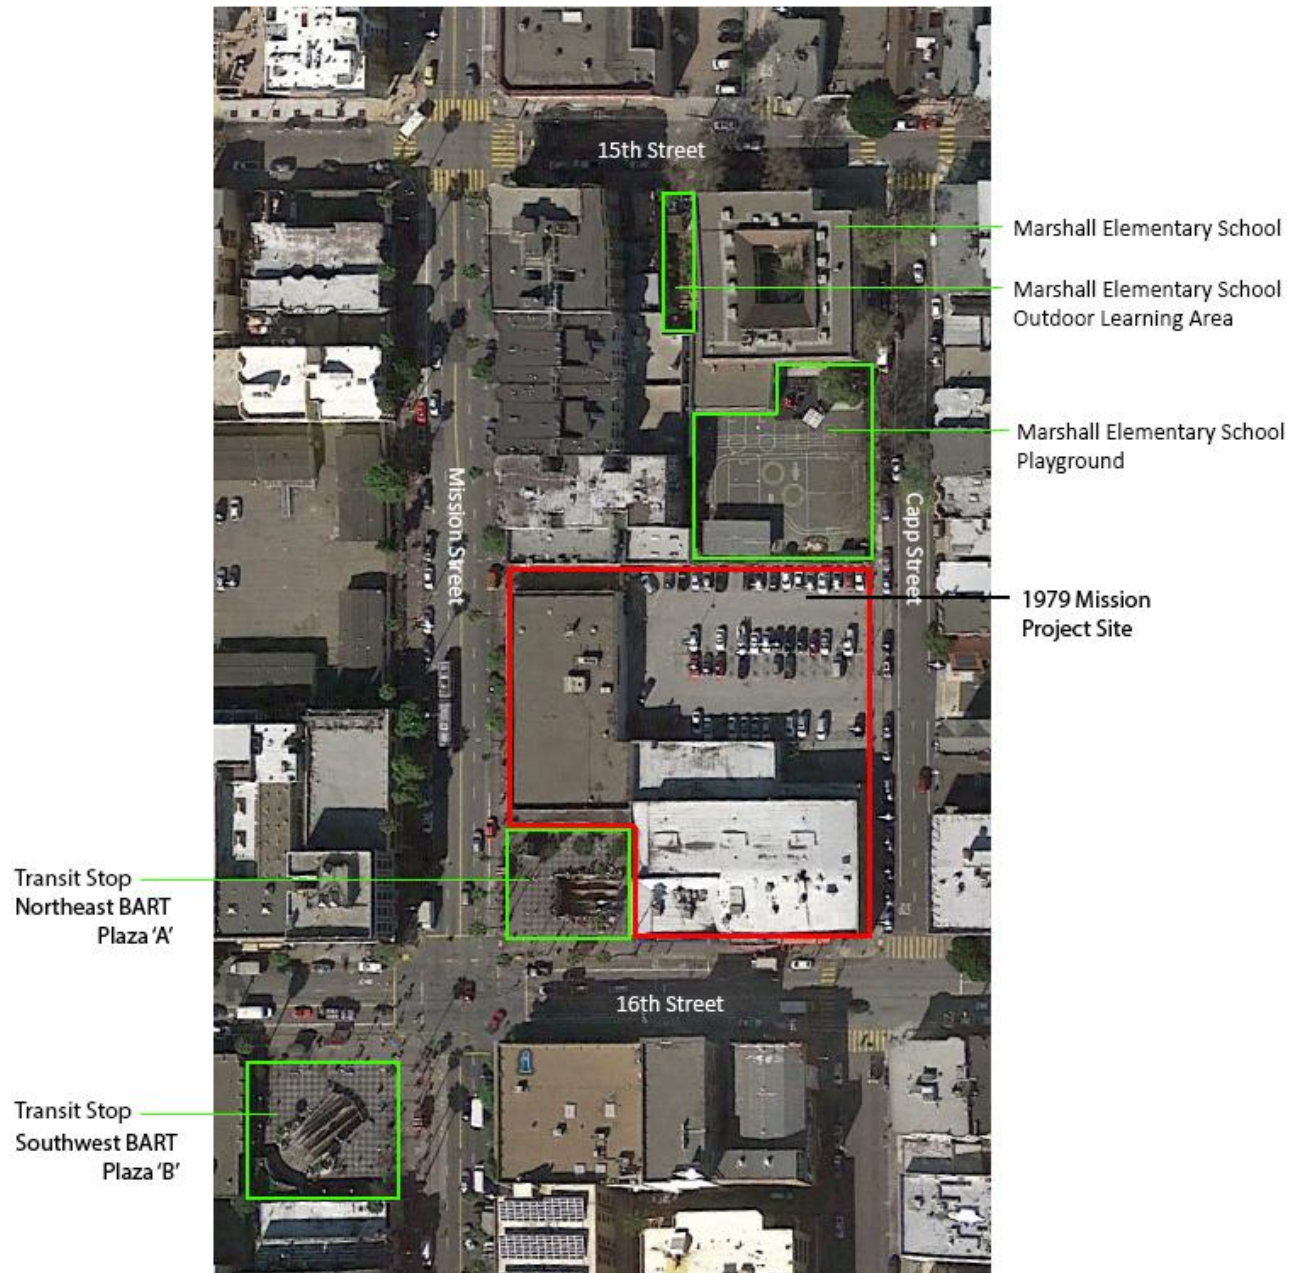 15th Street
Marshall Elementary School
Marshall Elementary School
Outdoor Learning Area
Marshall Elementary School
Playground
Mission Street
Capp Street
1979 Mission
Project Site
Transit Stop
Northeast BART
Plaza ‘A’
16th Street
Transit Stop
Southwest BART
Plaza ‘B’